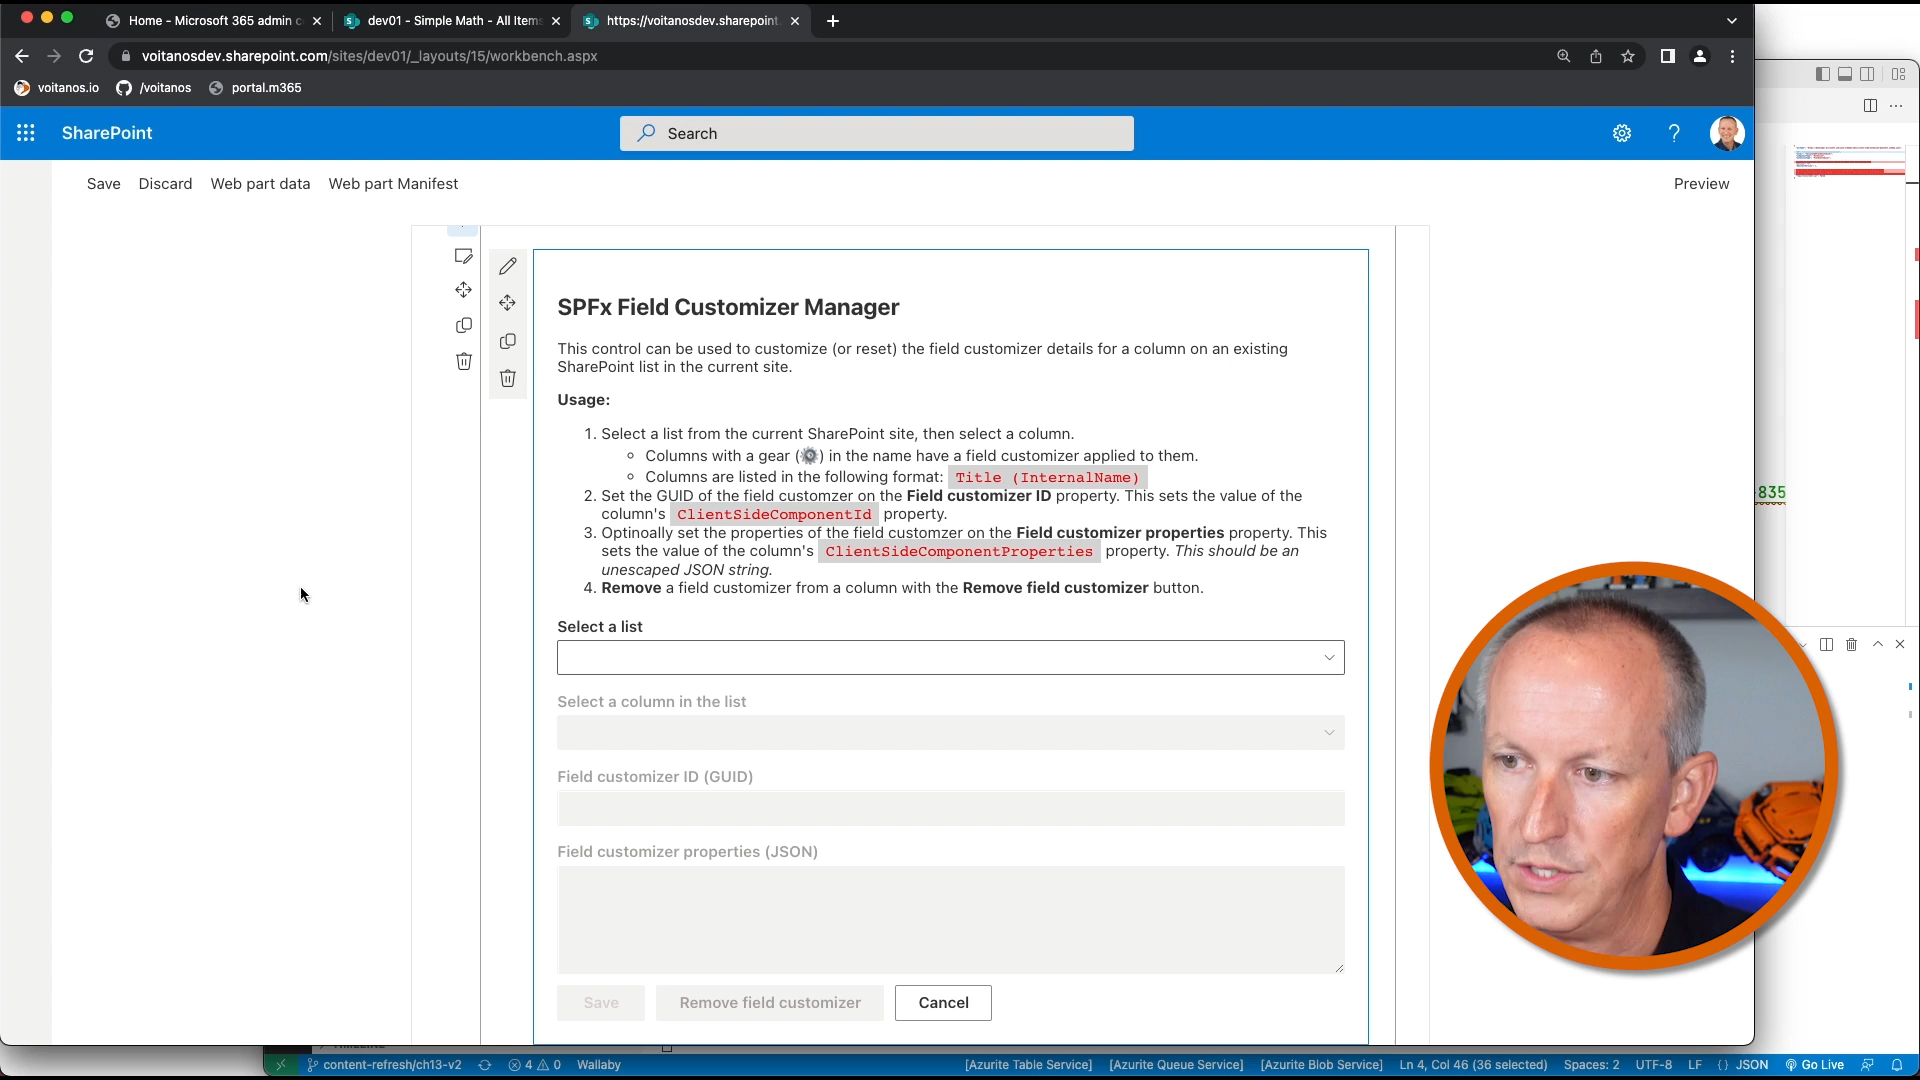 Home - Microsoft 365 admin c
dev01 - Simple Math - All Items
https://voitanosdev.sharepoint.
voitanosdev.sharepoint.com/sites/dev01/_layouts/15/workbench.aspx
voitanos.io
/voitanos
portal.m365
SharePoint
Search
Save
Discard
Web part data
Web part Manifest
Preview
SPFx Field Customizer Manager
This control can be used to customize (or reset) the field customizer details for a column on an existing
SharePoint list in the current site.
Usage:
1. Select a list from the current SharePoint site, then select a column.
Columns with a gear (⚙) in the name have a field customizer applied to them.
Columns are listed in the following format: Title (InternalName)
2. Set the GUID of the field customzer on the Field customizer ID property. This sets the value of the
column's ClientSideComponentId property.
3. Optinoally set the properties of the field customzer on the Field customizer properties property. This
sets the value of the column's ClientSideComponentProperties property. This should be an
unescaped JSON string.
4. Remove a field customizer from a column with the Remove field customizer button.
Select a list
Select a column in the list
Field customizer ID (GUID)
Field customizer properties (JSON)
Save
Remove field customizer
Cancel
-835
content-refresh/ch13-v2
4
0
Wallaby
[Azurite Table Service]
[Azurite Queue Service]
[Azurite Blob Service]
Ln 4, Col 46 (36 selected)
Spaces: 2
UTF-8
LF
{ } JSON
Go Live